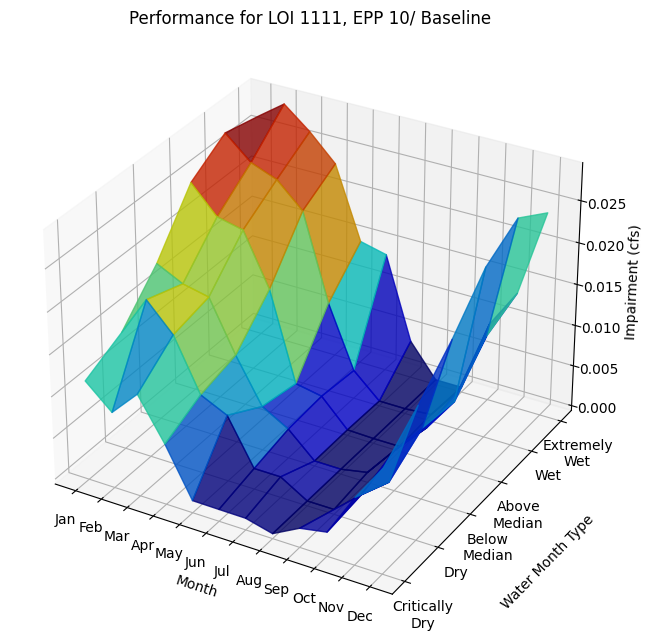 Performance for LOI 1111, EPP 10/ Baseline
0.025
0.020
0.015
0.010
0.005
0.000
Impairment (cfs)
Extremely
Wet
Wet
Above
Median
Below
Median
Dry
Critically
Dry
Water Month Type
Jan
Feb
Mar
Apr
May
Jun
Jul
Aug
Sep
Oct
Nov
Dec
Month